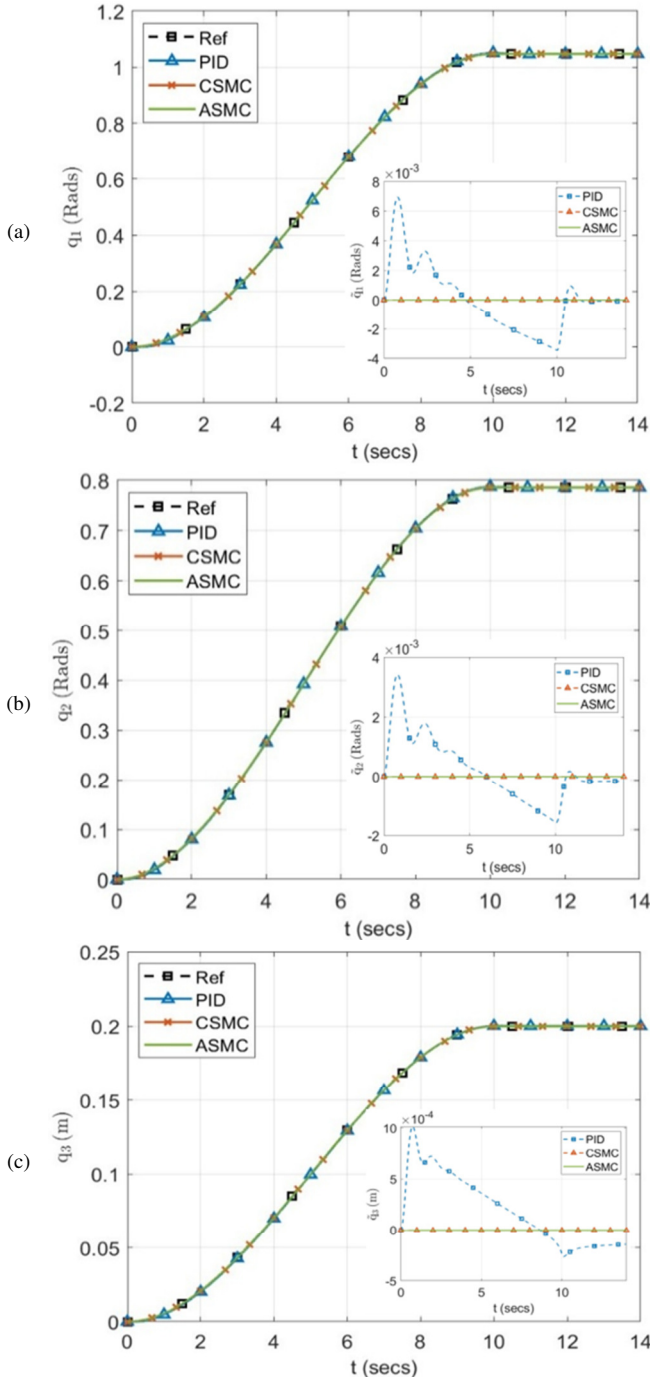 (a)
1.2
1
0.8
0.6
0.4
0.2
0
-0.2
q₁ (Rads)
Ref
PID
CSMC
ASMC
×10⁻³
8
6
4
2
0
-2
-4
q̃₁ (Rads)
PID
CSMC
ASMC
0 5 10
t (secs)
0 2 4 6 8 10 12 14
t (secs)
(b)
0.8
0.7
0.6
0.5
0.4
0.3
0.2
0.1
0
q₂ (Rads)
Ref
PID
CSMC
ASMC
×10⁻³
4
2
0
-2
q̃₂ (Rads)
PID
CSMC
ASMC
0 5 10
t (secs)
0 2 4 6 8 10 12 14
t (secs)
(c)
0.25
0.2
0.15
0.1
0.05
0
q₃ (m)
Ref
PID
CSMC
ASMC
×10⁻⁴
10
5
0
-5
q̃₃ (m)
PID
CSMC
ASMC
0 5 10
t (secs)
0 2 4 6 8 10 12 14
t (secs)